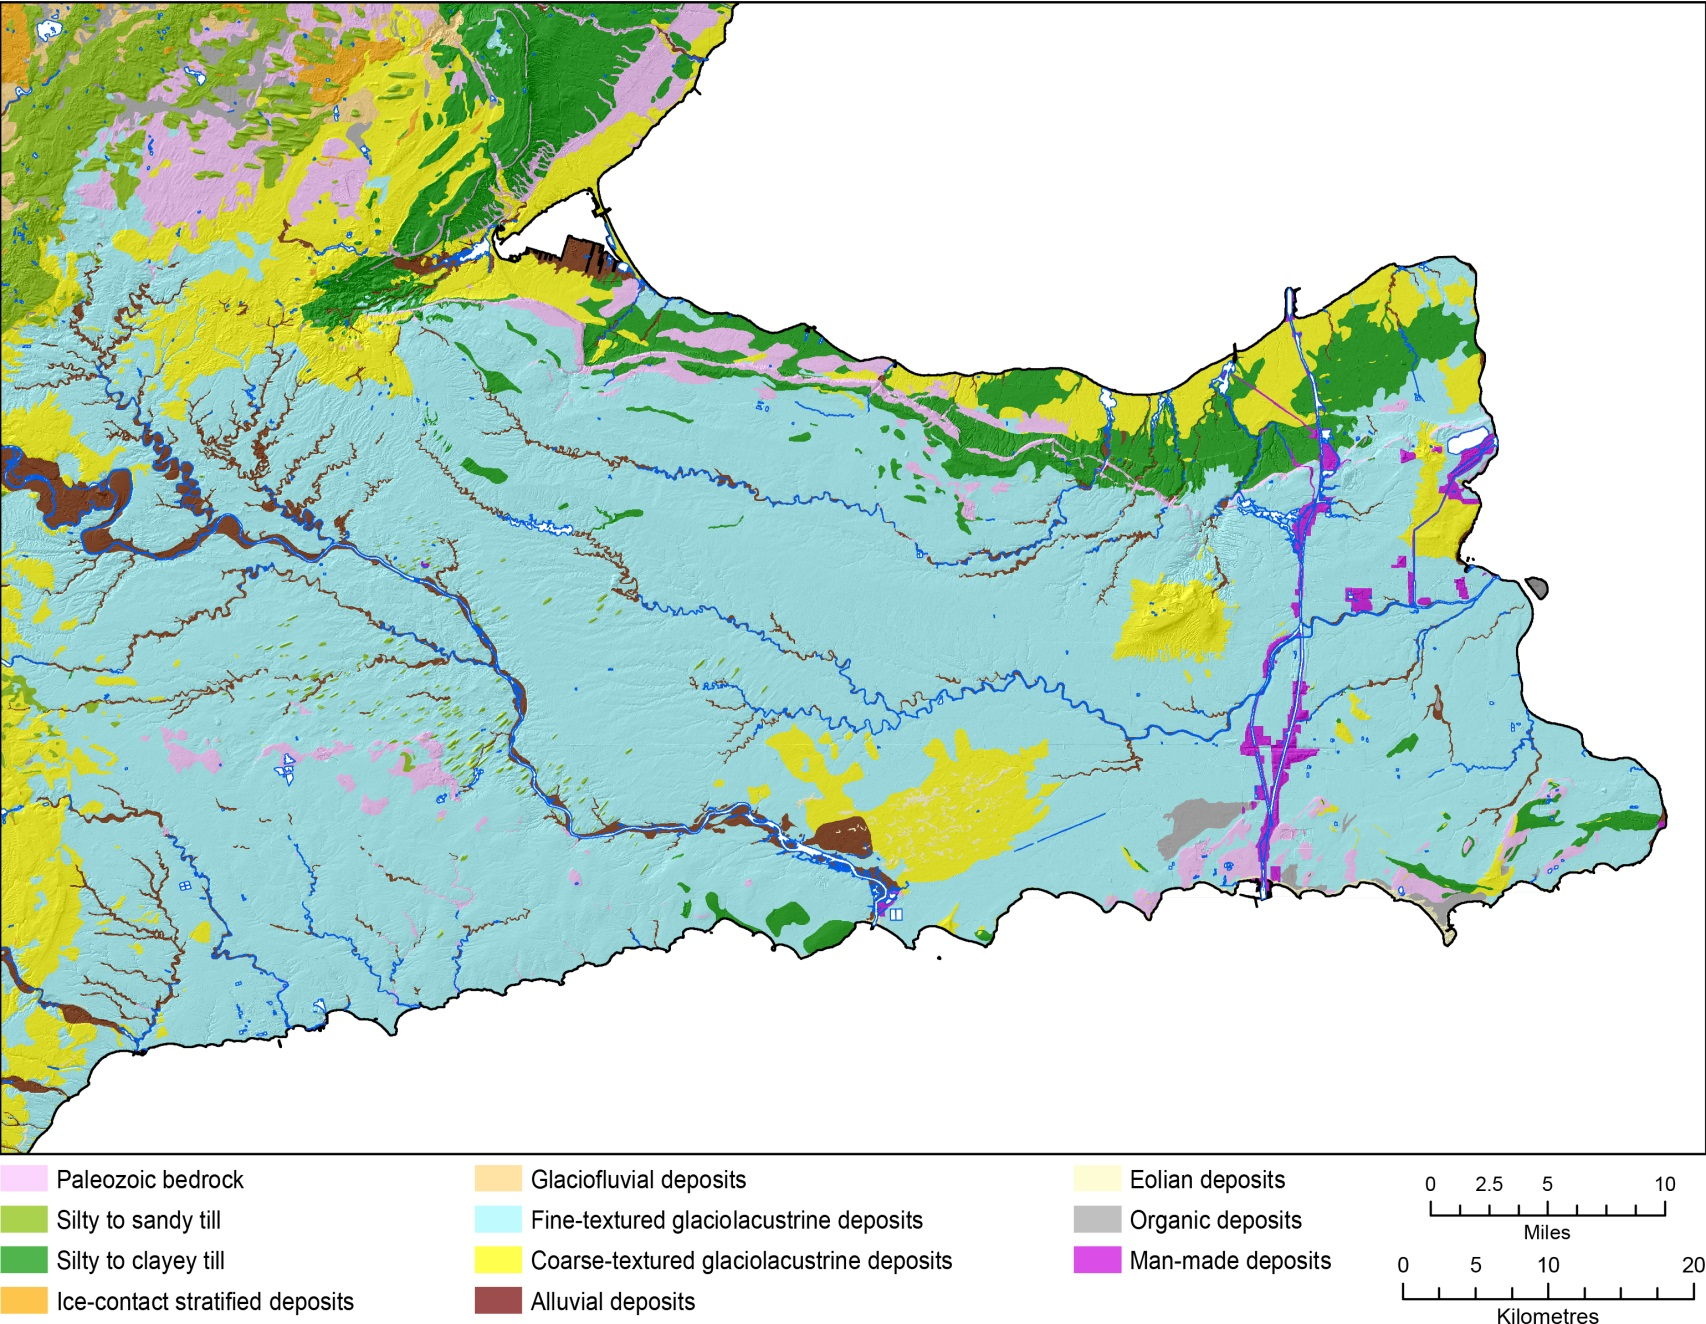 Paleozoic bedrock
Silty to sandy till
Silty to clayey till
Ice-contact stratified deposits
Glaciofluvial deposits
Fine-textured glaciolacustrine deposits
Coarse-textured glaciolacustrine deposits
Alluvial deposits
Eolian deposits
Organic deposits
Man-made deposits
0 2.5 5 10
Miles
0 5 10 20
Kilometres